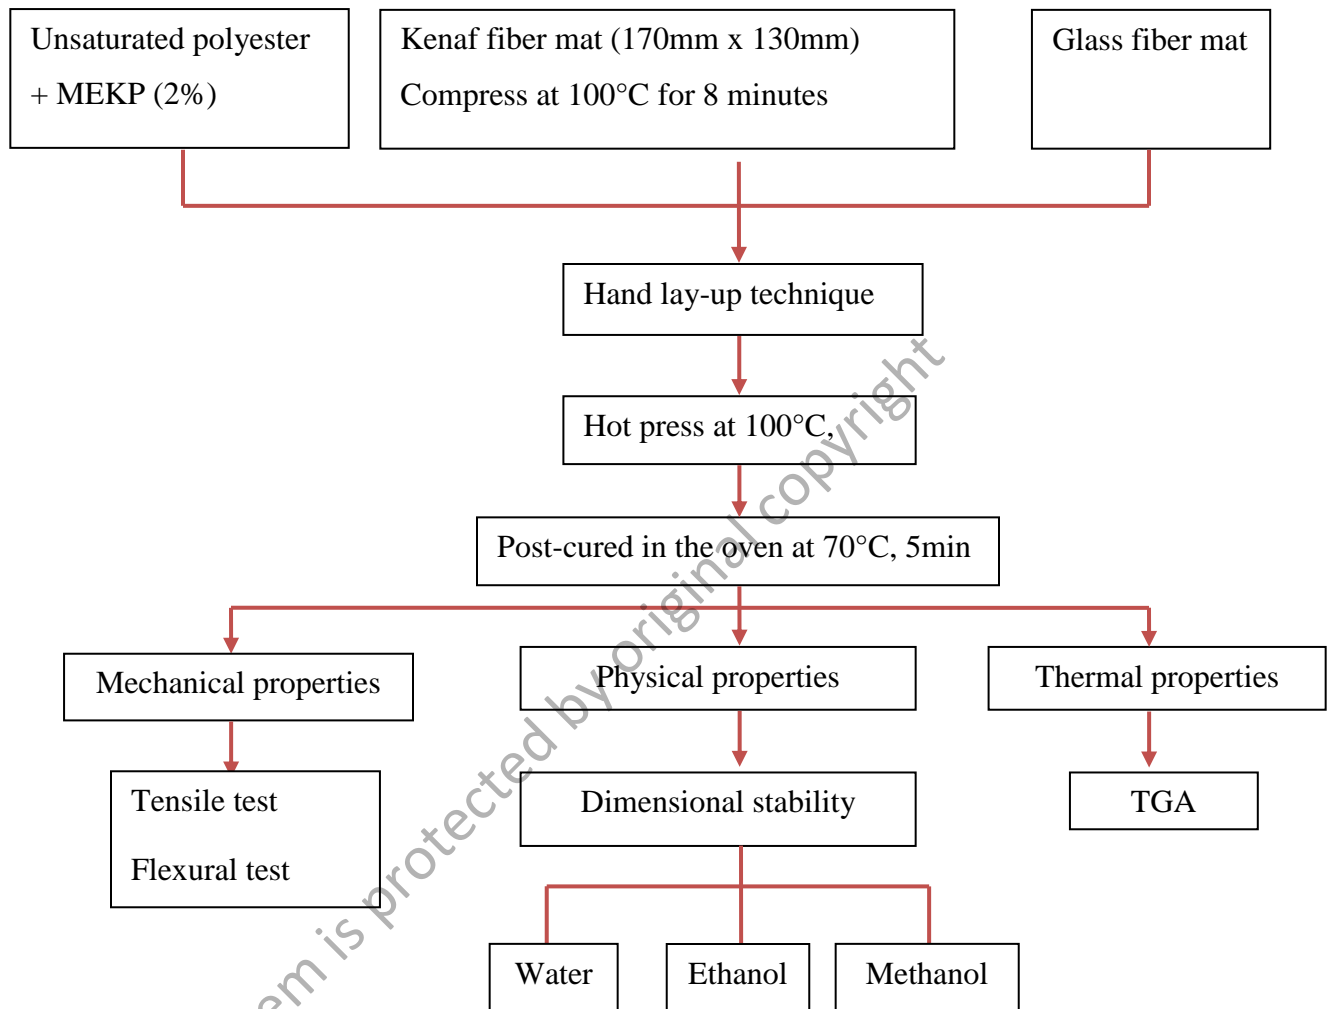 Unsaturated polyester
+ MEKP (2%)
Kenaf fiber mat (170mm x 130mm)
Compress at 100°C for 8 minutes
Glass fiber mat
Hand lay-up technique
Hot press at 100°C,
Post-cured in the oven at 70°C, 5min
Mechanical properties
Physical properties
Thermal properties
Tensile test
Flexural test
Dimensional stability
TGA
Water
Ethanol
Methanol
em is protected by original copyright